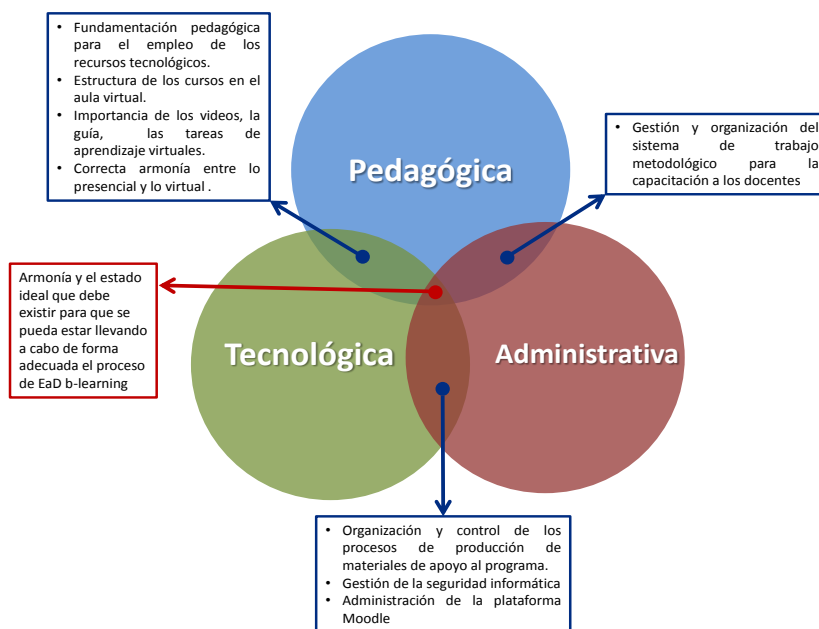 • Fundamentación pedagógica
para el empleo de los
recursos tecnológicos.
• Estructura de los cursos en el
aula virtual.
• Importancia de los videos, la
guía, las tareas de
aprendizaje virtuales.
• Correcta armonía entre lo
presencial y lo virtual .
• Gestión y organización del
sistema de trabajo
metodológico para la
capacitación a los docentes
Pedagógica
Armonía y el estado
ideal que debe
existir para que se
pueda estar llevando
a cabo de forma
adecuada el proceso
de EaD b-learning
Tecnológica
Administrativa
• Organización y control de los
procesos de producción de
materiales de apoyo al programa.
• Gestión de la seguridad informática
• Administración de la plataforma
Moodle